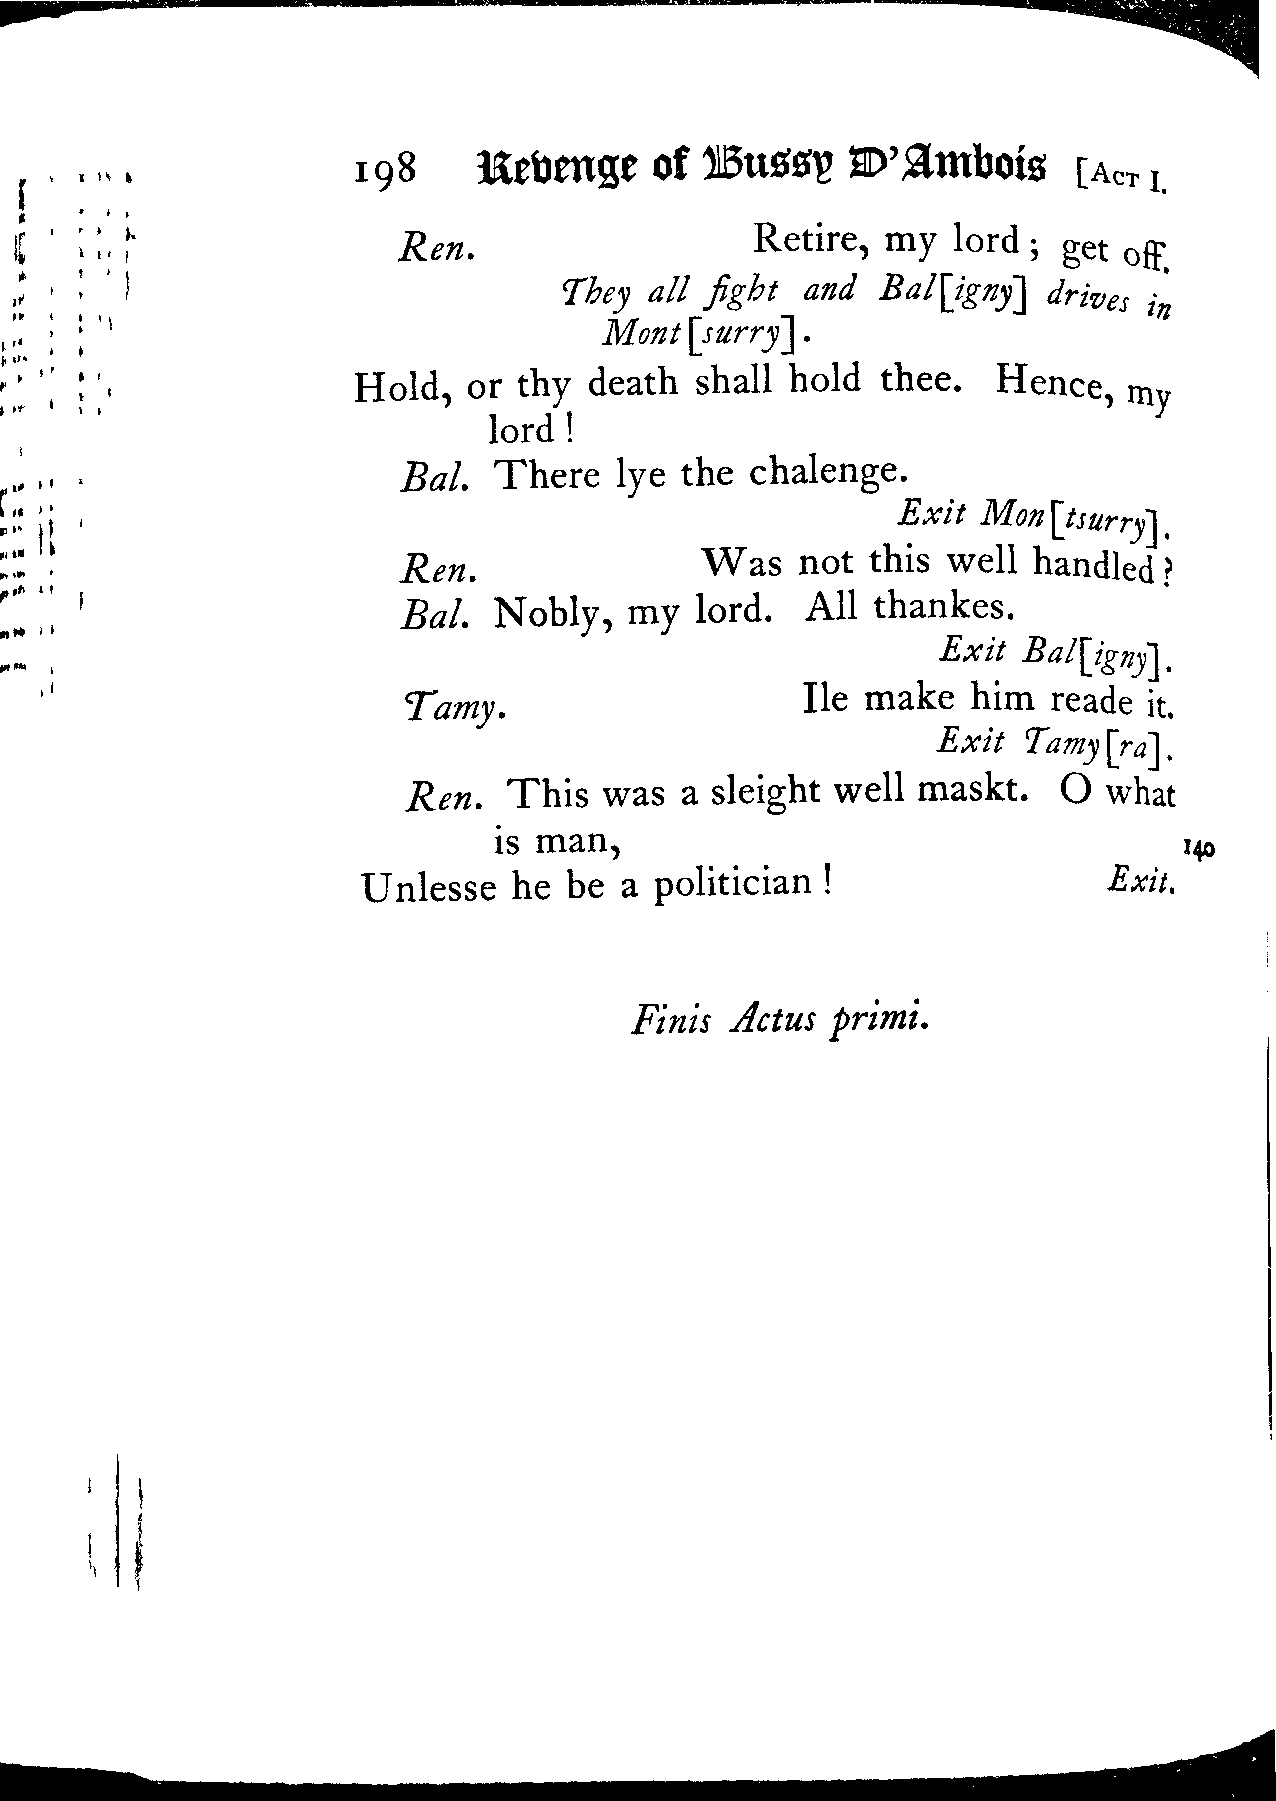 198 Revenge of Bussy D'Ambois [ACT I.
Ren. Retire, my lord; get off.
They all fight and Bal[igny] drives in
Mont[surry].
Hold, or thy death shall hold thee. Hence, my
lord!
Bal. There lye the chalenge.
Exit Mon[tsurry].
Ren. Was not this well handled?
Bal. Nobly, my lord. All thankes.
Exit Bal[igny].
Tamy. Ile make him reade it.
Exit Tamy[ra].
Ren. This was a sleight well maskt. O what
is man, 140
Unlesse he be a politician! Exit.
Finis Actus primi.